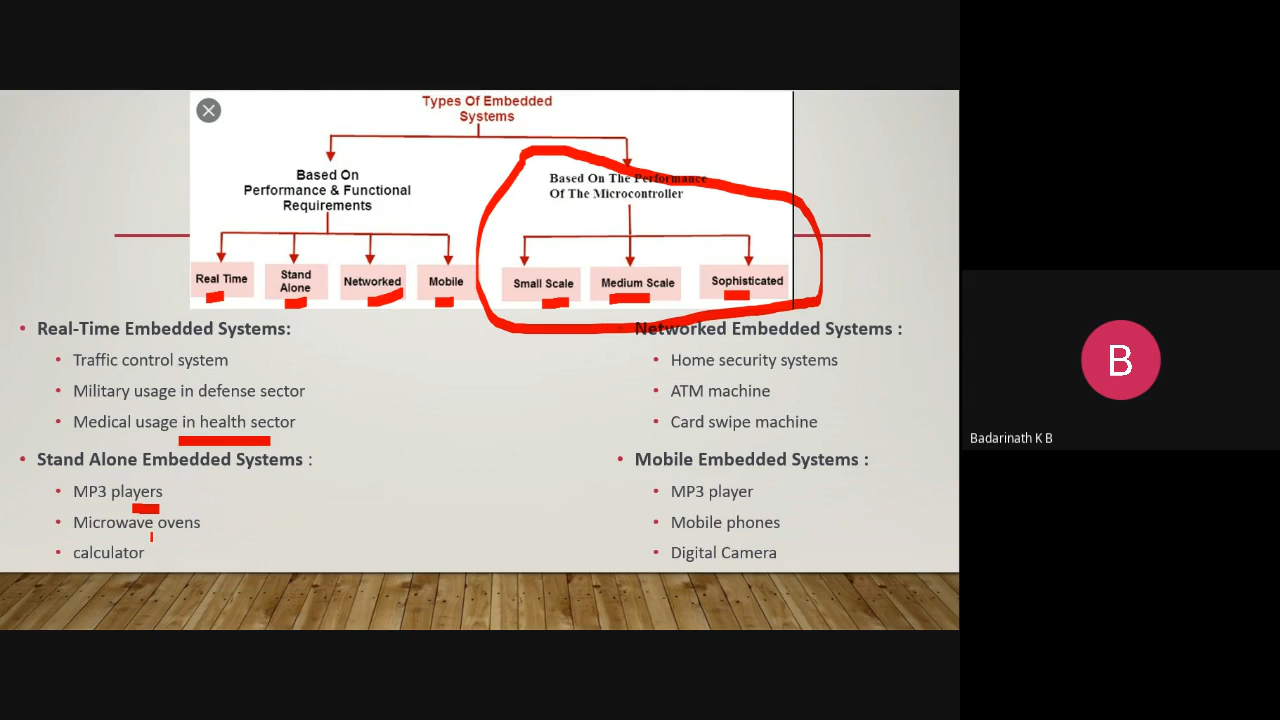 Types Of Embedded
Systems
Based On
Performance & Functional
Requirements
Based On The Performance
Of The Microcontroller
Real Time
Stand
Alone
Networked
Mobile
Small Scale
Medium Scale
Sophisticated
• Real-Time Embedded Systems:
• Traffic control system
• Military usage in defense sector
• Medical usage in health sector
• Stand Alone Embedded Systems :
• MP3 players
• Microwave ovens
• calculator
• Networked Embedded Systems :
• Home security systems
• ATM machine
• Card swipe machine
• Mobile Embedded Systems :
• MP3 player
• Mobile phones
• Digital Camera
B
Badarinath K B